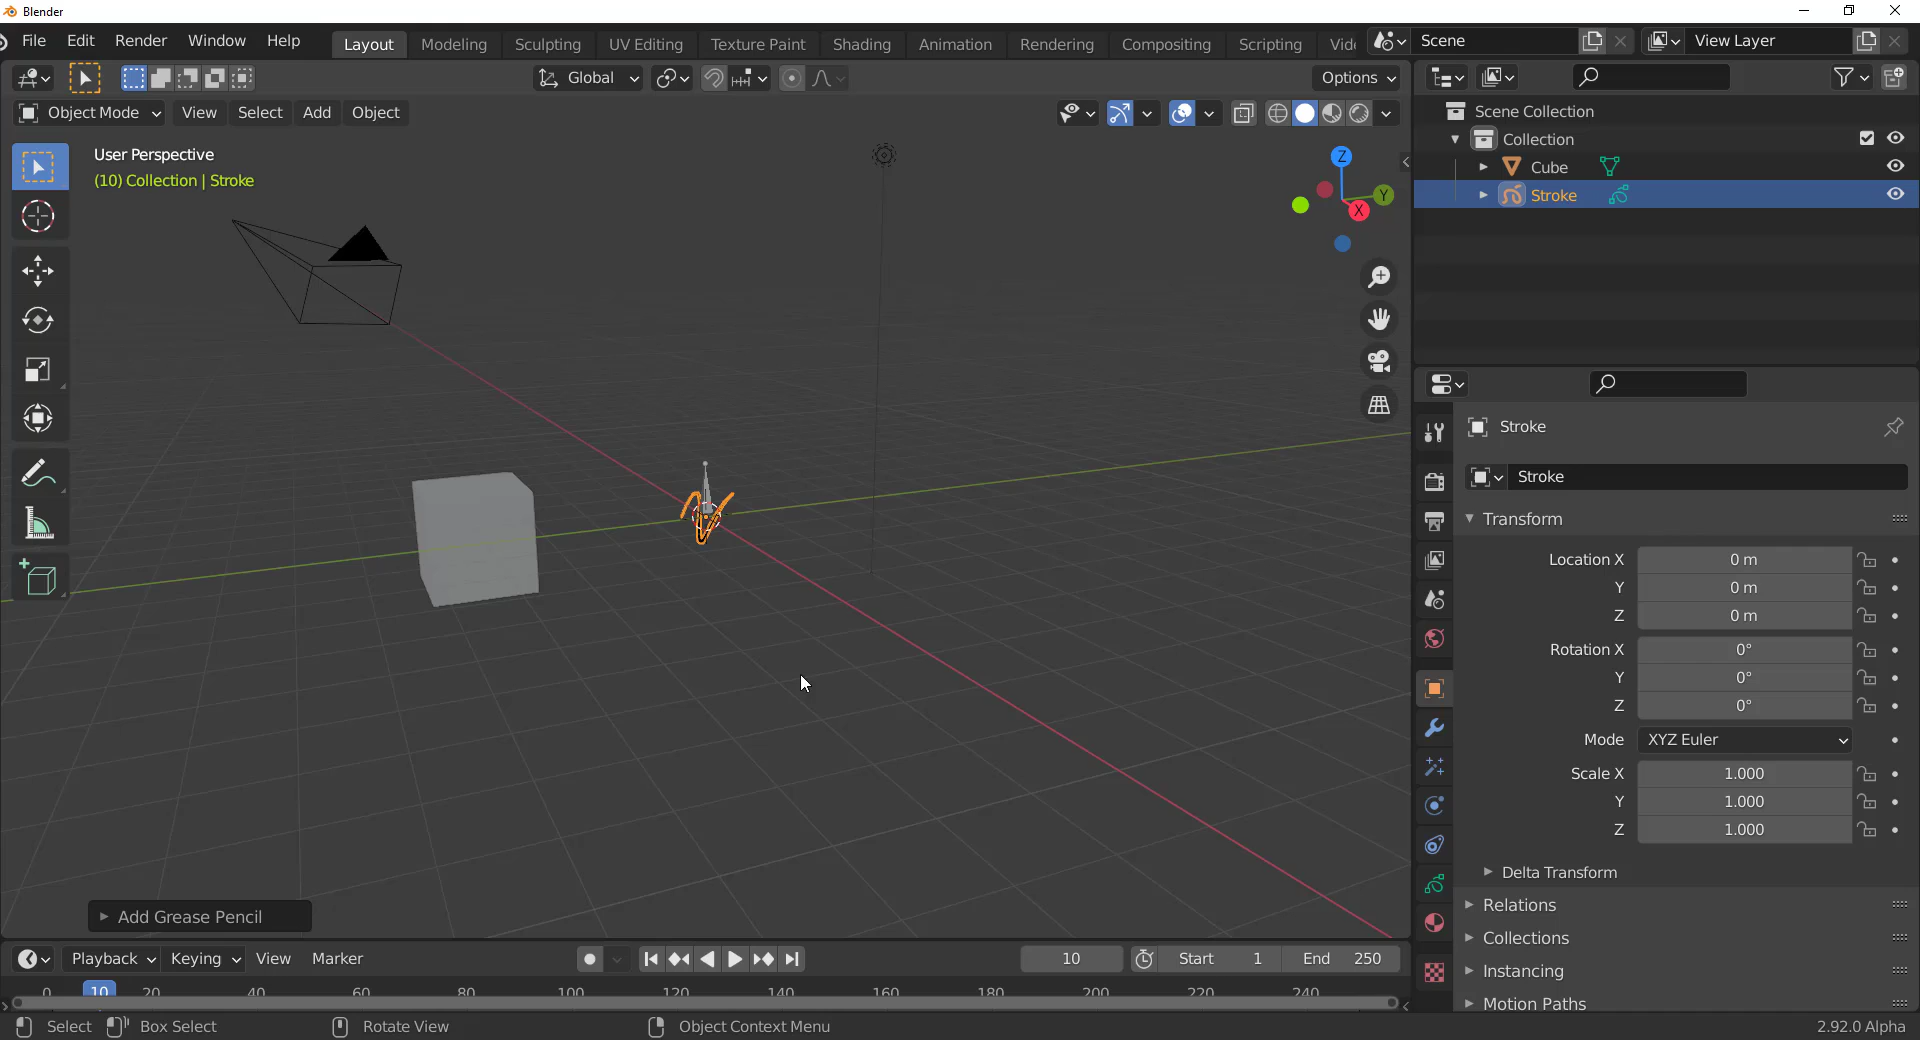 Blender
File Edit Render Window Help Layout Modeling Sculpting UV Editing Texture Paint Shading Animation Rendering Compositing Scripting Scene View Layer
Global Options
Object Mode View Select Add Object
User Perspective
(10) Collection | Stroke
Z
Y
X
Add Grease Pencil
Scene Collection
Collection
Cube
Stroke
Stroke
Stroke
Transform
Location X 0 m
Y 0 m
Z 0 m
Rotation X 0°
Y 0°
Z 0°
Mode XYZ Euler
Scale X 1.000
Y 1.000
Z 1.000
Delta Transform
Relations
Collections
Instancing
Motion Paths
Playback Keying View Marker 10 Start 1 End 250
0 10 20 40 60 80 100 120 140 160 180 200 220 240
Select Box Select Rotate View Object Context Menu 2.92.0 Alpha